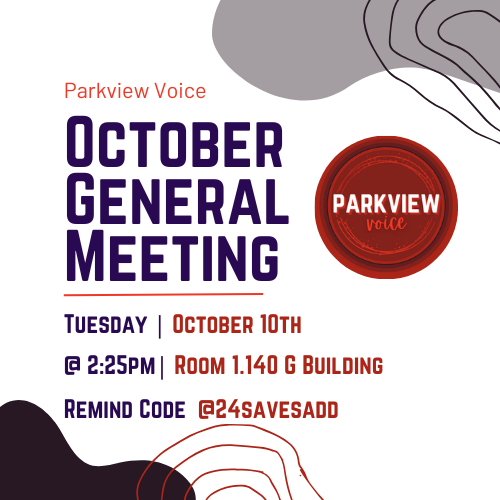 Parkview Voice
October
General
Meeting
PARKVIEW
voice
Tuesday | October 10th
@ 2:25pm| Room 1.140 G Building
Remind Code @24savesadd